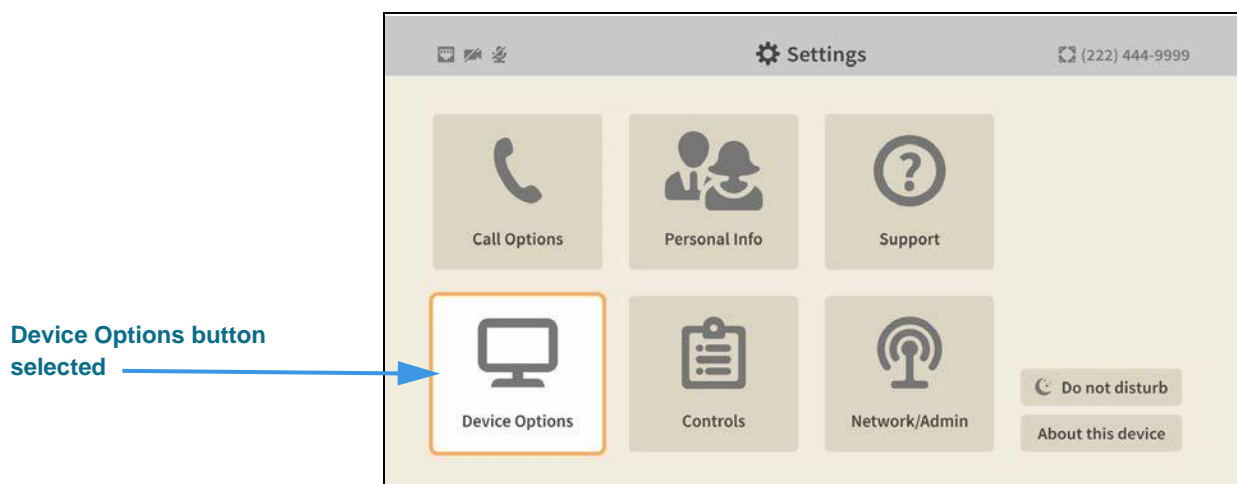 Settings
(222) 444-9999
Call Options
Personal Info
Support
Device Options button
selected
Device Options
Controls
Network/Admin
Do not disturb
About this device